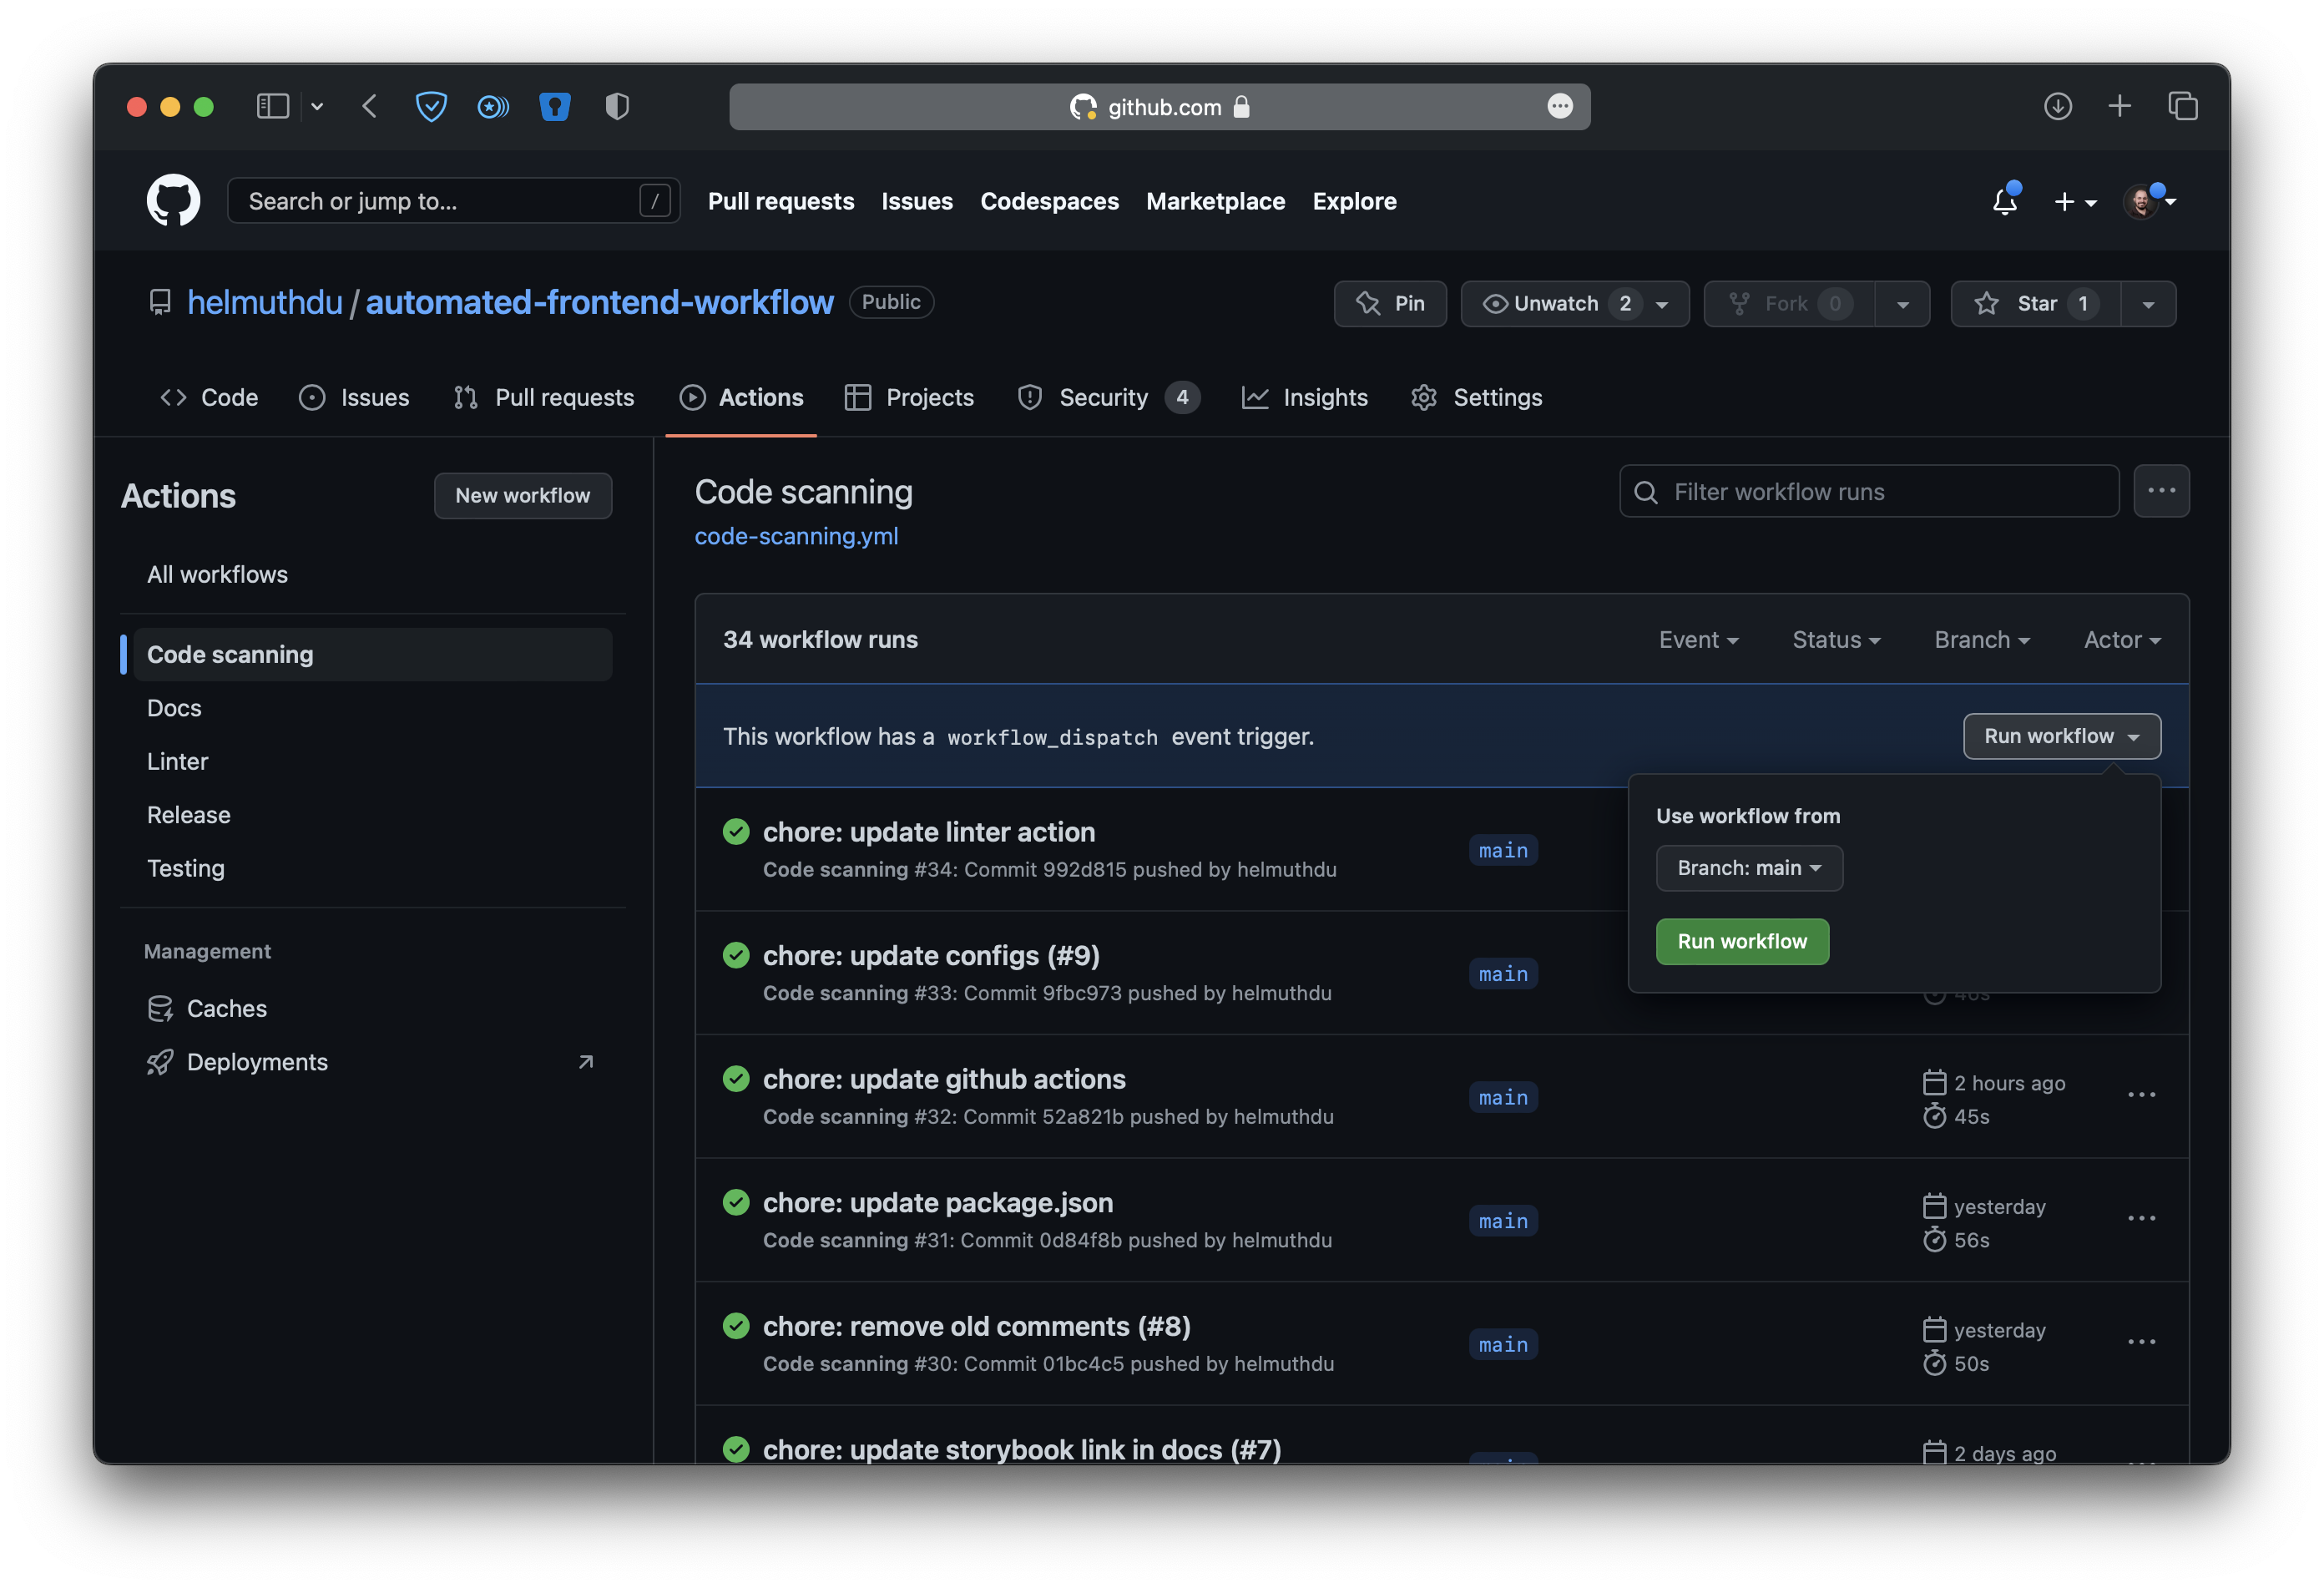 github.com
Search or jump to... /
Pull requests Issues Codespaces Marketplace Explore
helmuthdu / automated-frontend-workflow Public
Pin Unwatch 2 Fork 0 Star 1
Code Issues Pull requests Actions Projects Security 4 Insights Settings
Actions
New workflow
All workflows
Code scanning
Docs
Linter
Release
Testing
Management
Caches
Deployments
Code scanning
code-scanning.yml
Filter workflow runs
34 workflow runs
Event Status Branch Actor
This workflow has a workflow_dispatch event trigger.
Run workflow
Use workflow from
Branch: main
Run workflow
chore: update linter action
Code scanning #34: Commit 992d815 pushed by helmuthdu
main
chore: update configs (#9)
Code scanning #33: Commit 9fbc973 pushed by helmuthdu
main
chore: update github actions
Code scanning #32: Commit 52a821b pushed by helmuthdu
main
2 hours ago
45s
chore: update package.json
Code scanning #31: Commit 0d84f8b pushed by helmuthdu
main
yesterday
56s
chore: remove old comments (#8)
Code scanning #30: Commit 01bc4c5 pushed by helmuthdu
main
yesterday
50s
chore: update storybook link in docs (#7)
2 days ago